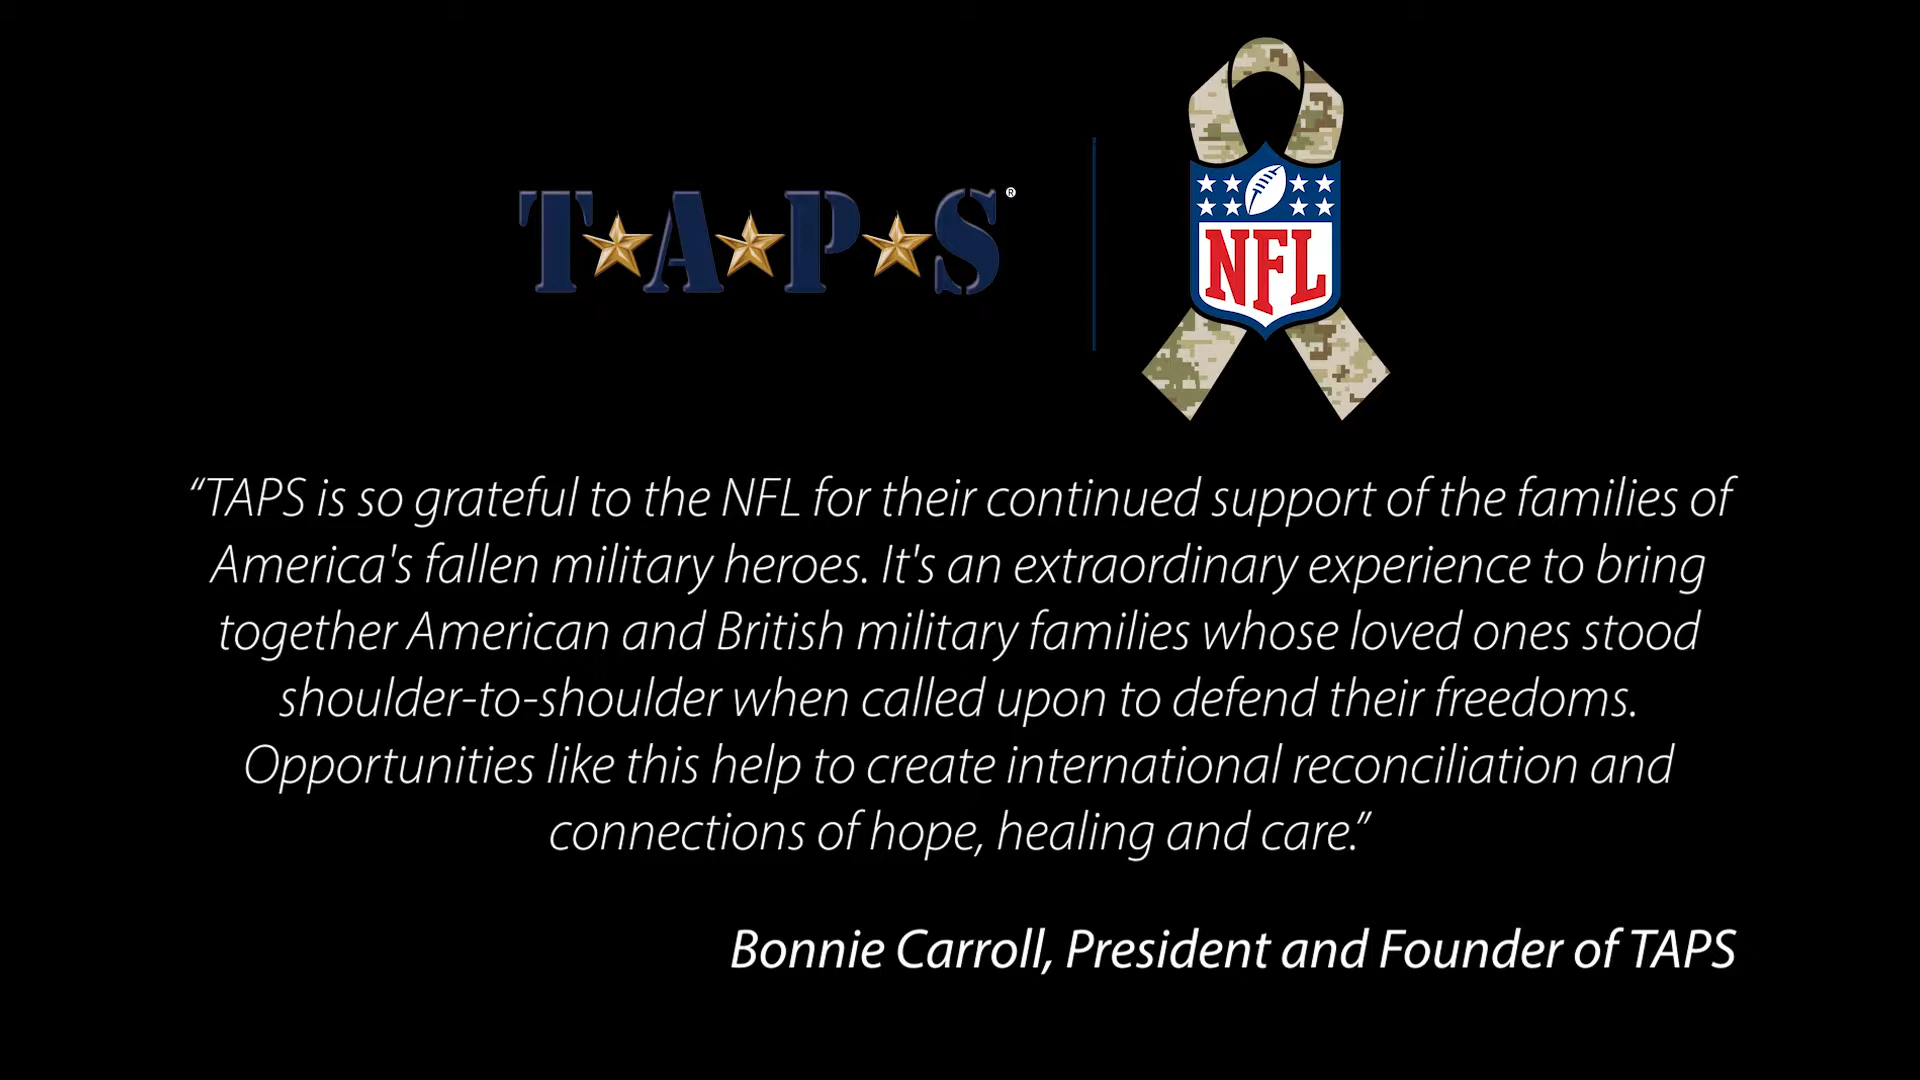 T★A★P★S®
NFL
“TAPS is so grateful to the NFL for their continued support of the families of
America's fallen military heroes. It's an extraordinary experience to bring
together American and British military families whose loved ones stood
shoulder-to-shoulder when called upon to defend their freedoms.
Opportunities like this help to create international reconciliation and
connections of hope, healing and care.”
Bonnie Carroll, President and Founder of TAPS